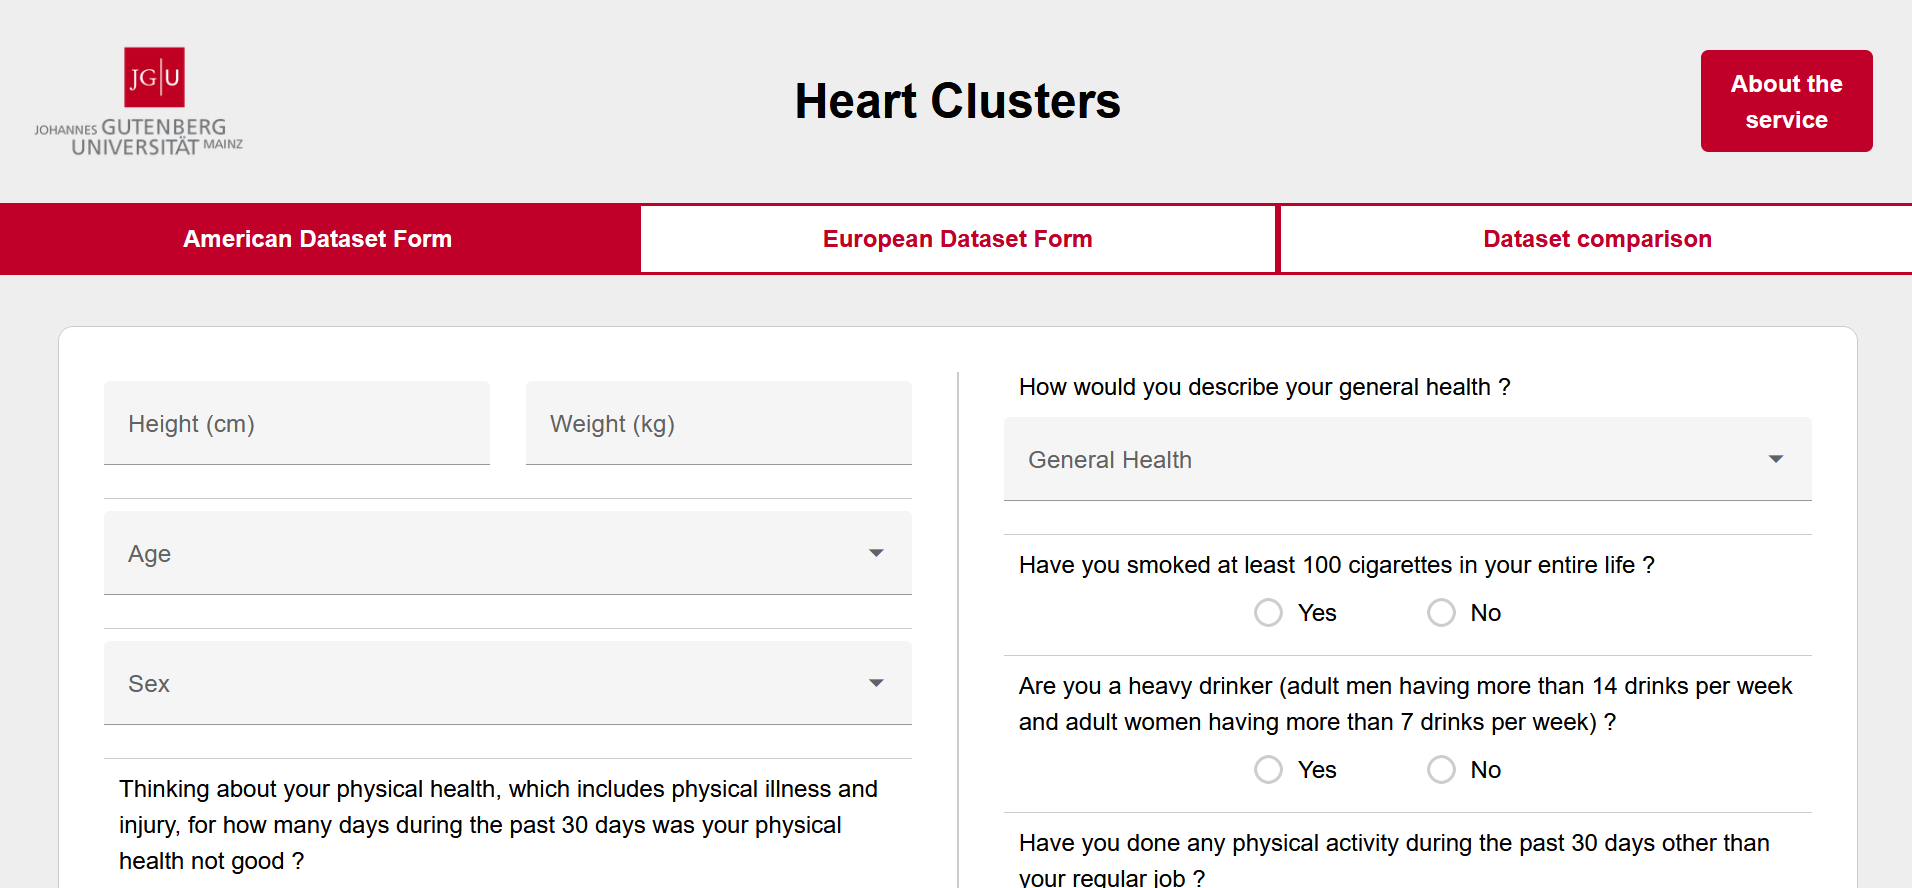 JG|U
JOHANNES GUTENBERG
UNIVERSITÄT MAINZ
Heart Clusters
About the
service
American Dataset Form
European Dataset Form
Dataset comparison
Height (cm)
Weight (kg)
Age
Sex
Thinking about your physical health, which includes physical illness and
injury, for how many days during the past 30 days was your physical
health not good ?
How would you describe your general health ?
General Health
Have you smoked at least 100 cigarettes in your entire life ?
Yes
No
Are you a heavy drinker (adult men having more than 14 drinks per week
and adult women having more than 7 drinks per week) ?
Yes
No
Have you done any physical activity during the past 30 days other than
your regular job ?